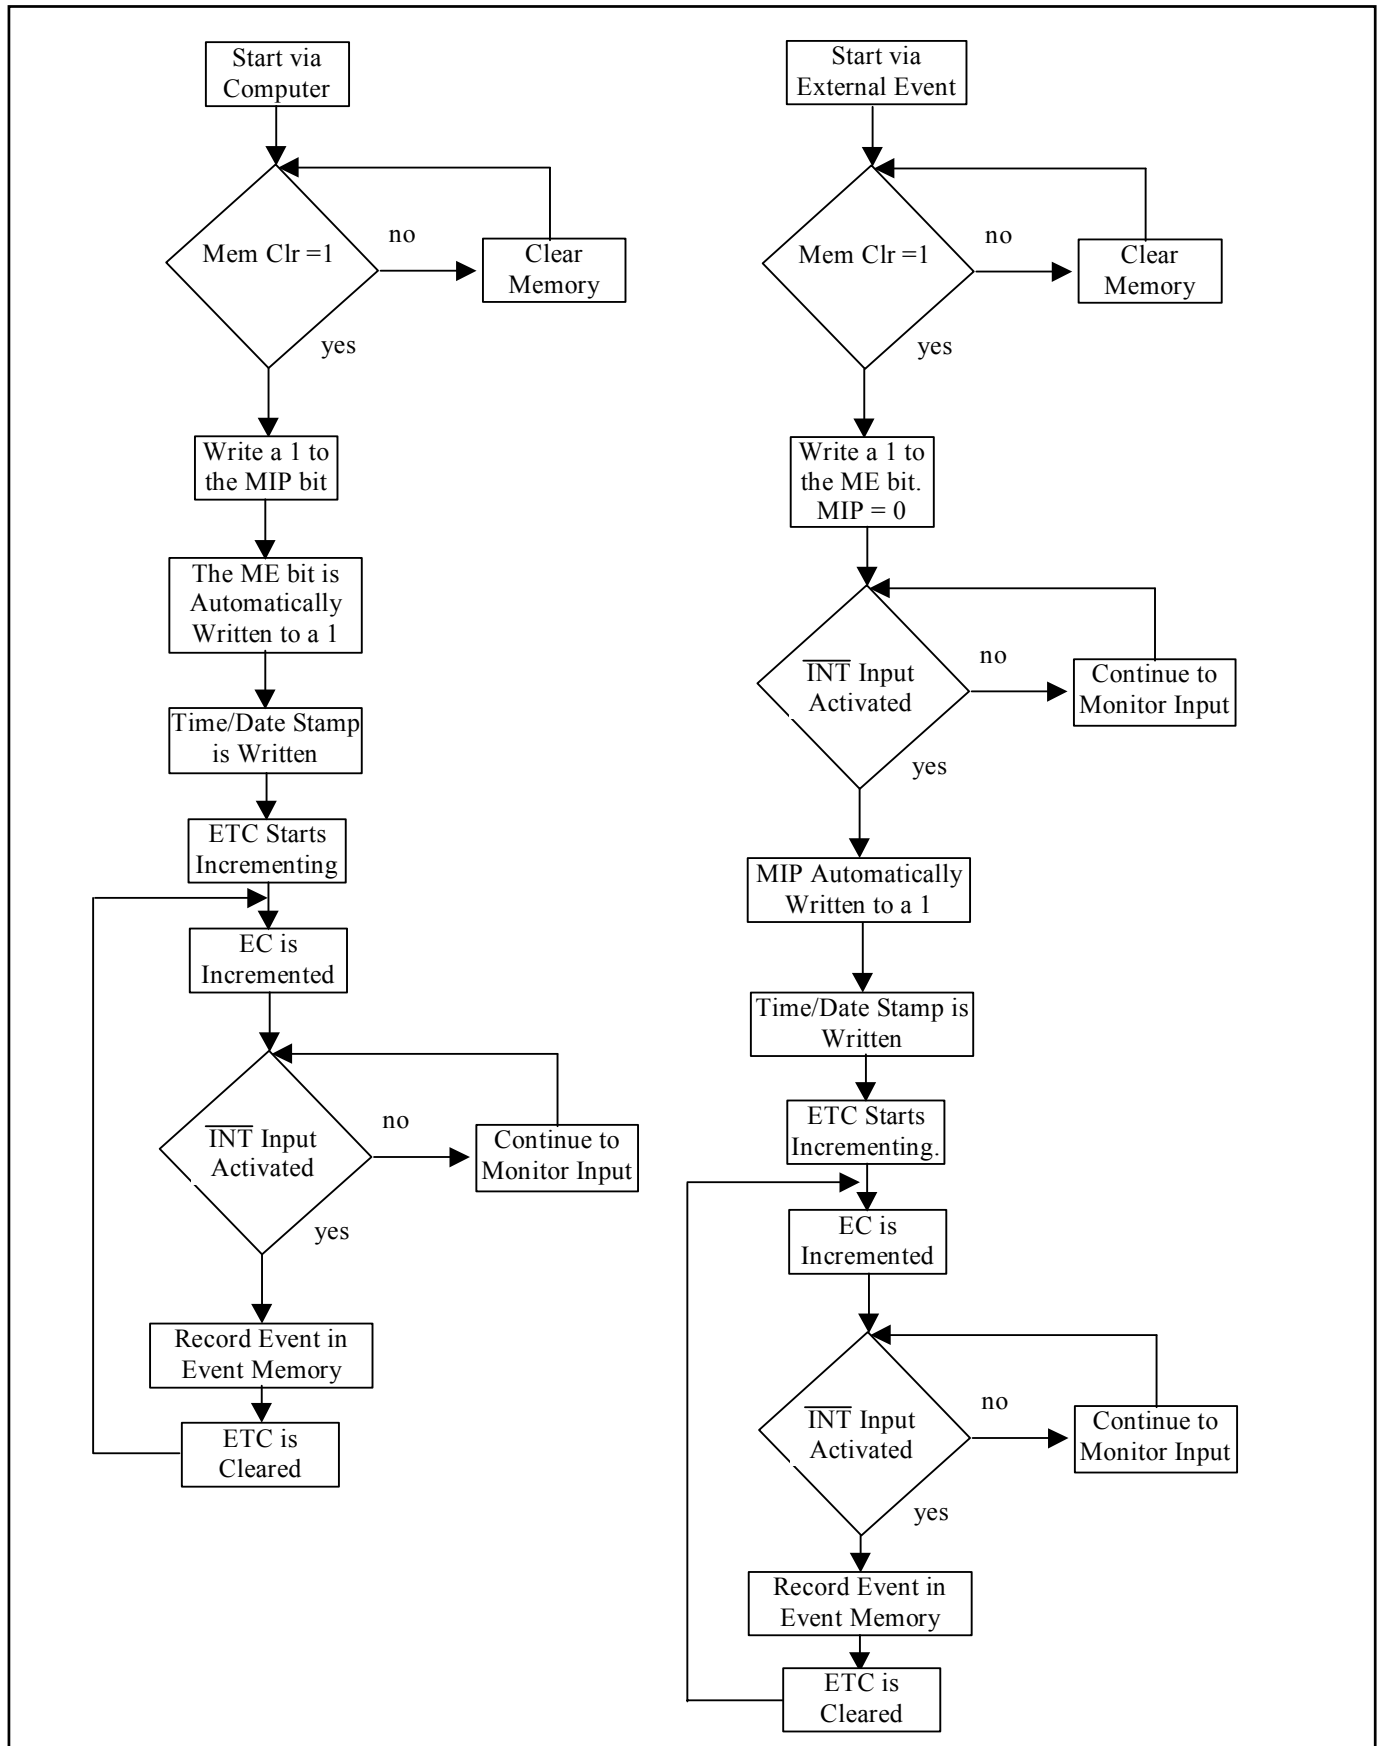 Start via
Computer
Mem Clr =1
no
Clear
Memory
yes
Write a 1 to
the MIP bit
The ME bit is
Automatically
Written to a 1
Time/Date Stamp
is Written
ETC Starts
Incrementing
EC is
Incremented
INT Input
Activated
no
Continue to
Monitor Input
yes
Record Event in
Event Memory
ETC is
Cleared
Start via
External Event
Mem Clr =1
no
Clear
Memory
yes
Write a 1 to
the ME bit.
MIP = 0
INT Input
Activated
no
Continue to
Monitor Input
yes
MIP Automatically
Written to a 1
Time/Date Stamp is
Written
ETC Starts
Incrementing.
EC is
Incremented
INT Input
Activated
no
Continue to
Monitor Input
yes
Record Event in
Event Memory
ETC is
Cleared